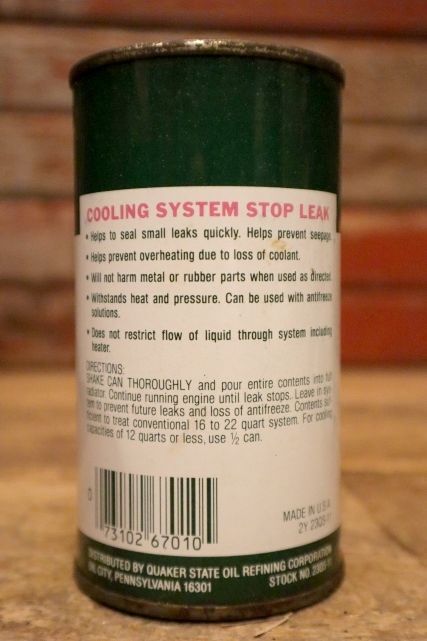 COOLING SYSTEM STOP LEAK
• Helps to seal small leaks quickly. Helps prevent seepage.
• Helps prevent overheating due to loss of coolant.
• Will not harm metal or rubber parts when used as directed.
• Withstands heat and pressure. Can be used with antifreeze
solutions.
• Does not restrict flow of liquid through system including
heater.
DIRECTIONS:
SHAKE CAN THOROUGHLY and pour entire contents into full
radiator. Continue running engine until leak stops. Leave in sys-
tem to prevent future leaks and loss of antifreeze. Contents suf-
ficient to treat conventional 16 to 22 quart system. For cooling
capacities of 12 quarts or less, use ½ can.
0 73102 67010
MADE IN U.S.A.
2Y
DISTRIBUTED BY QUAKER STATE OIL REFINING CORPORATION
OIL CITY, PENNSYLVANIA 16301 STOCK NO.